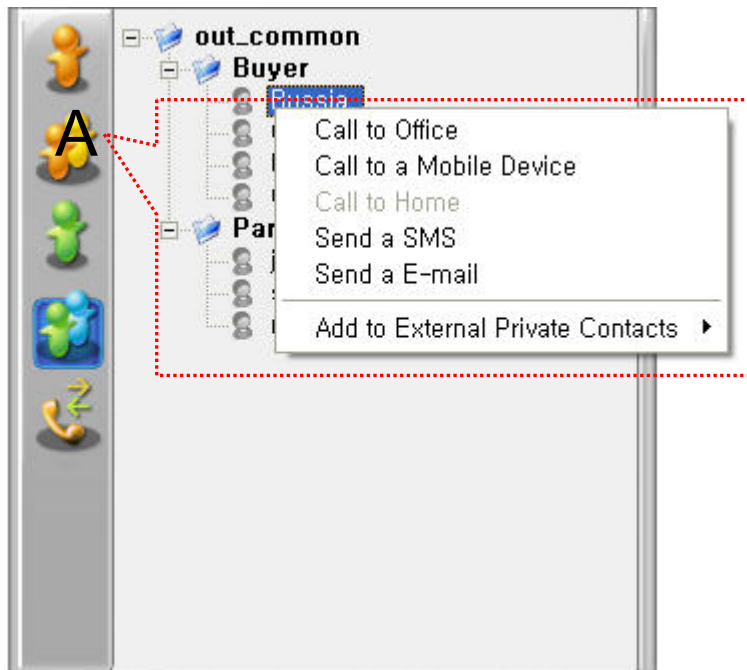 out_common
Buyer
Russia
A
Call to Office
Call to a Mobile Device
Call to Home
Send a SMS
Send a E-mail
Par
Add to External Private Contacts